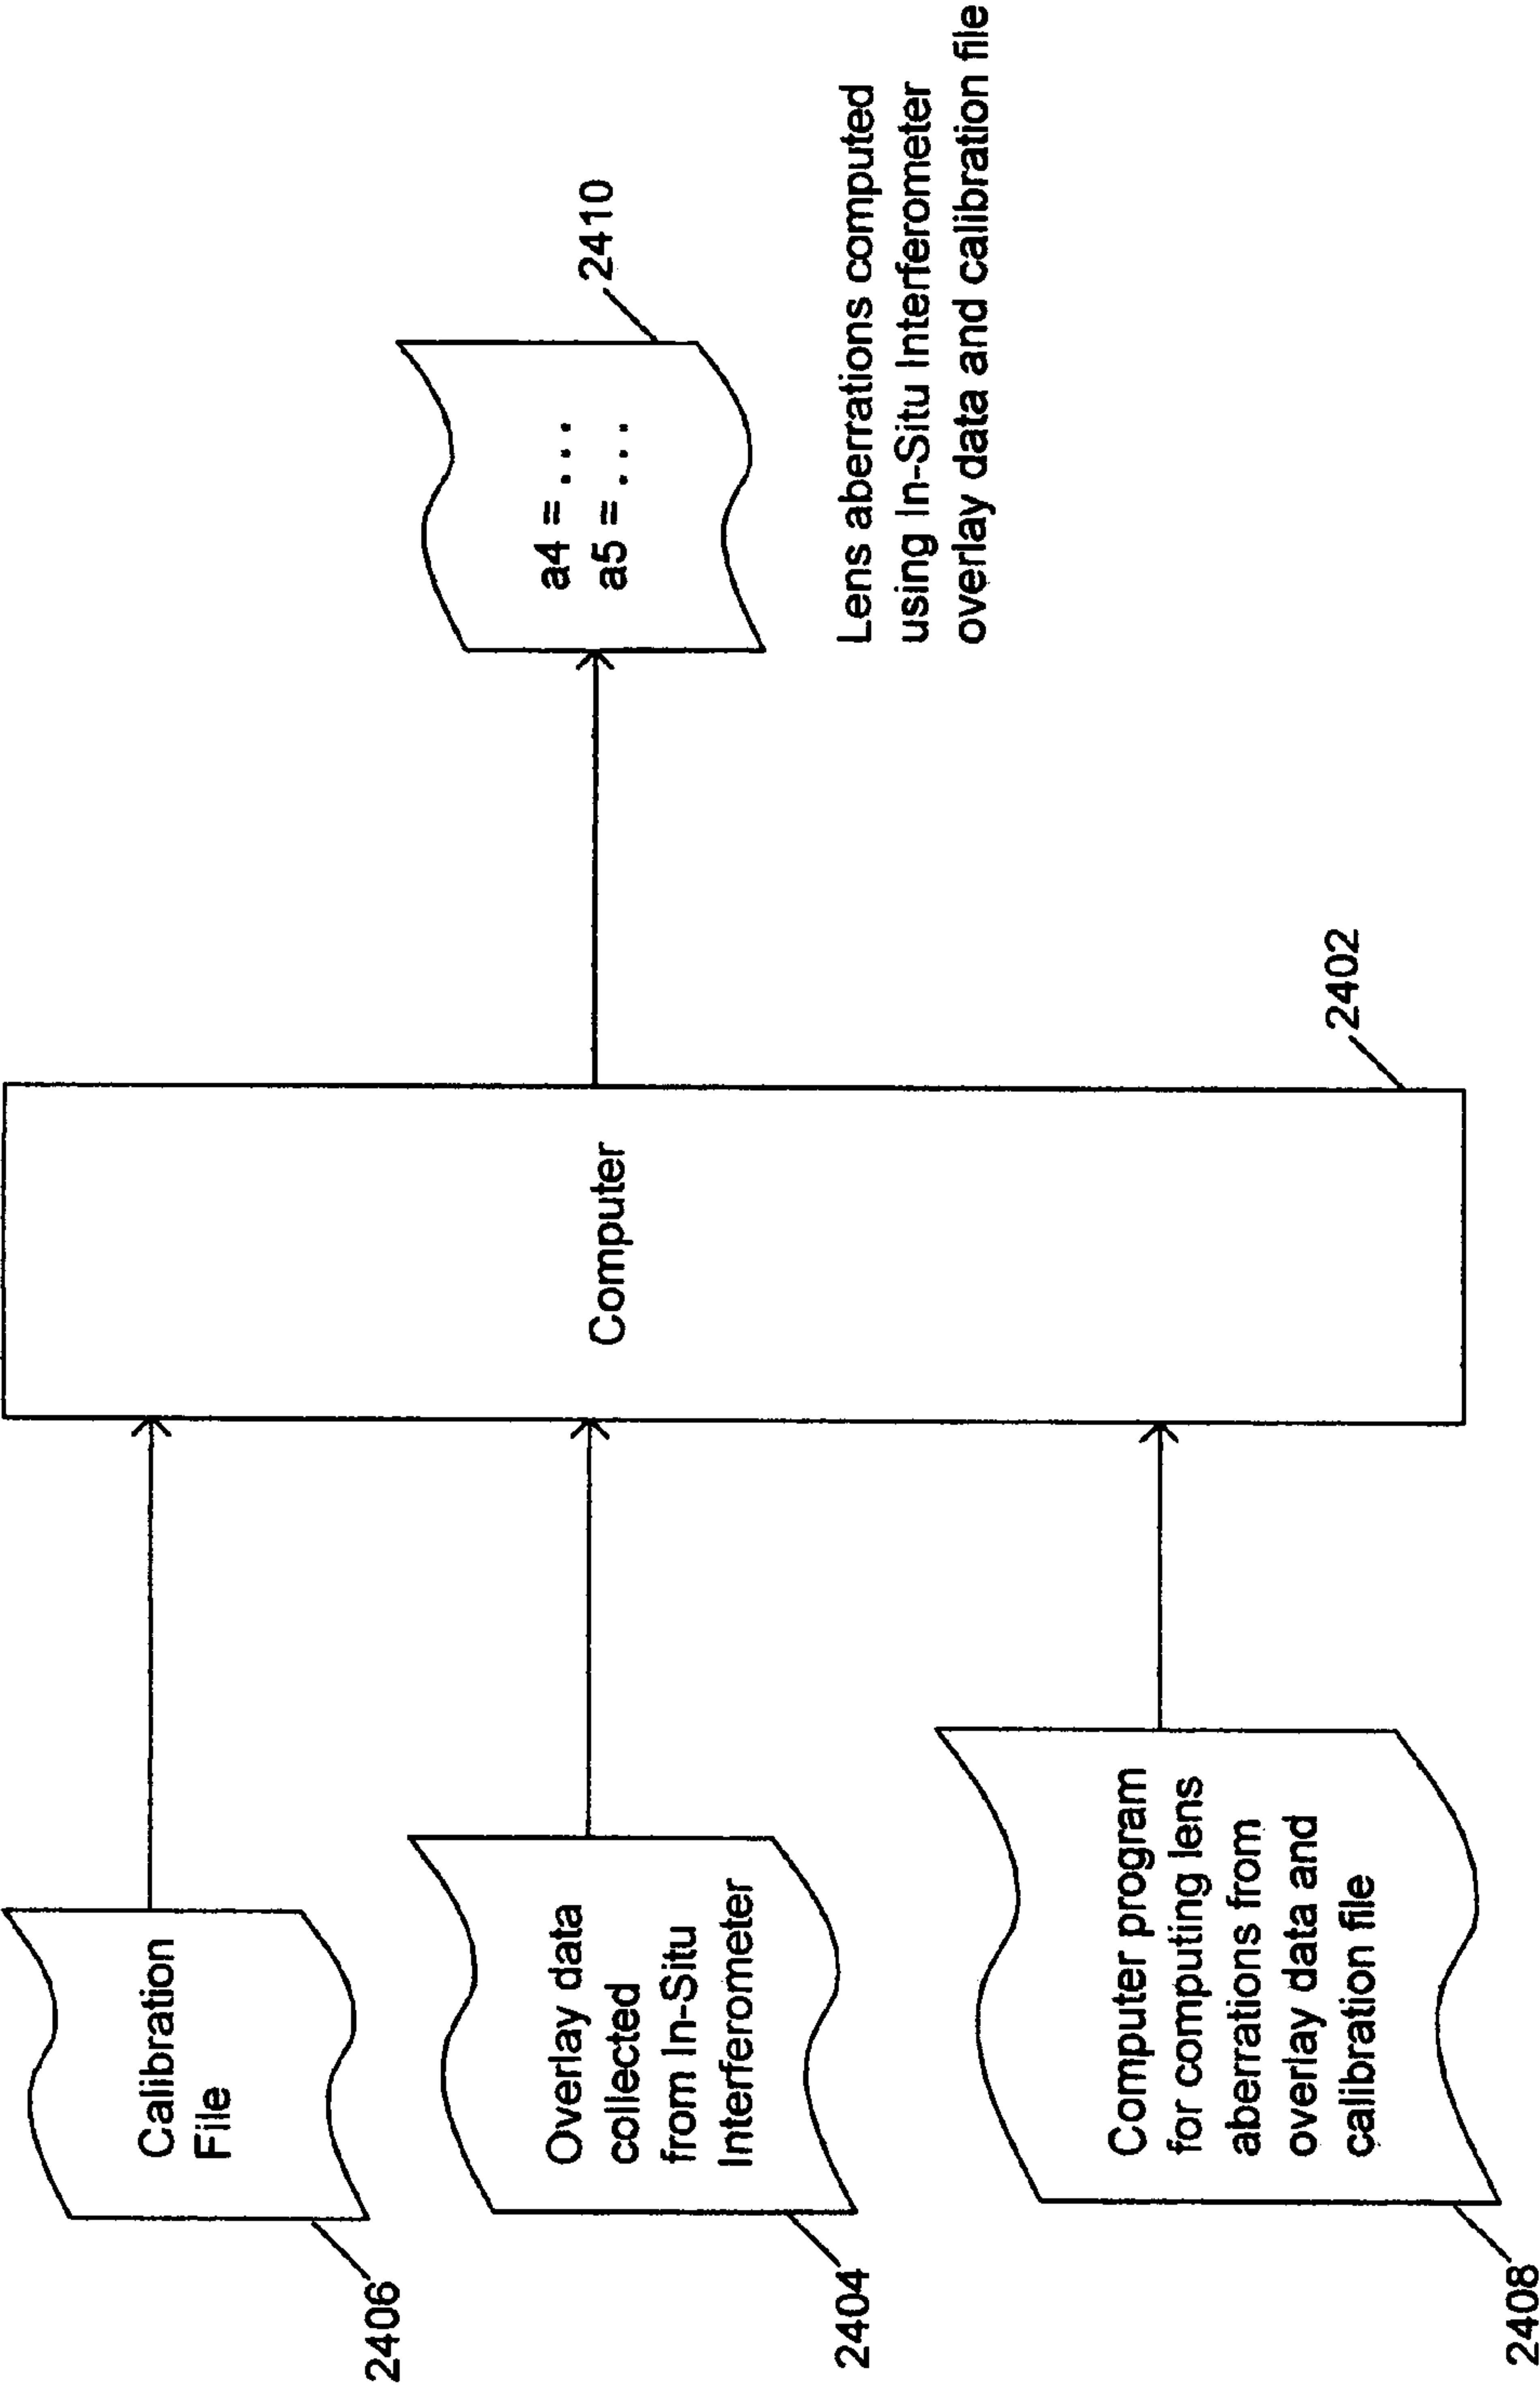 2406
Calibration
File
2404
Overlay data
collected
from In-Situ
Interferometer
2408
Computer program
for computing lens
aberrations from
overlay data and
calibration file
Computer
2402
2410
a4 = ...
a5 = ...
Lens aberrations computed
using In-Situ Interferometer
overlay data and calibration file